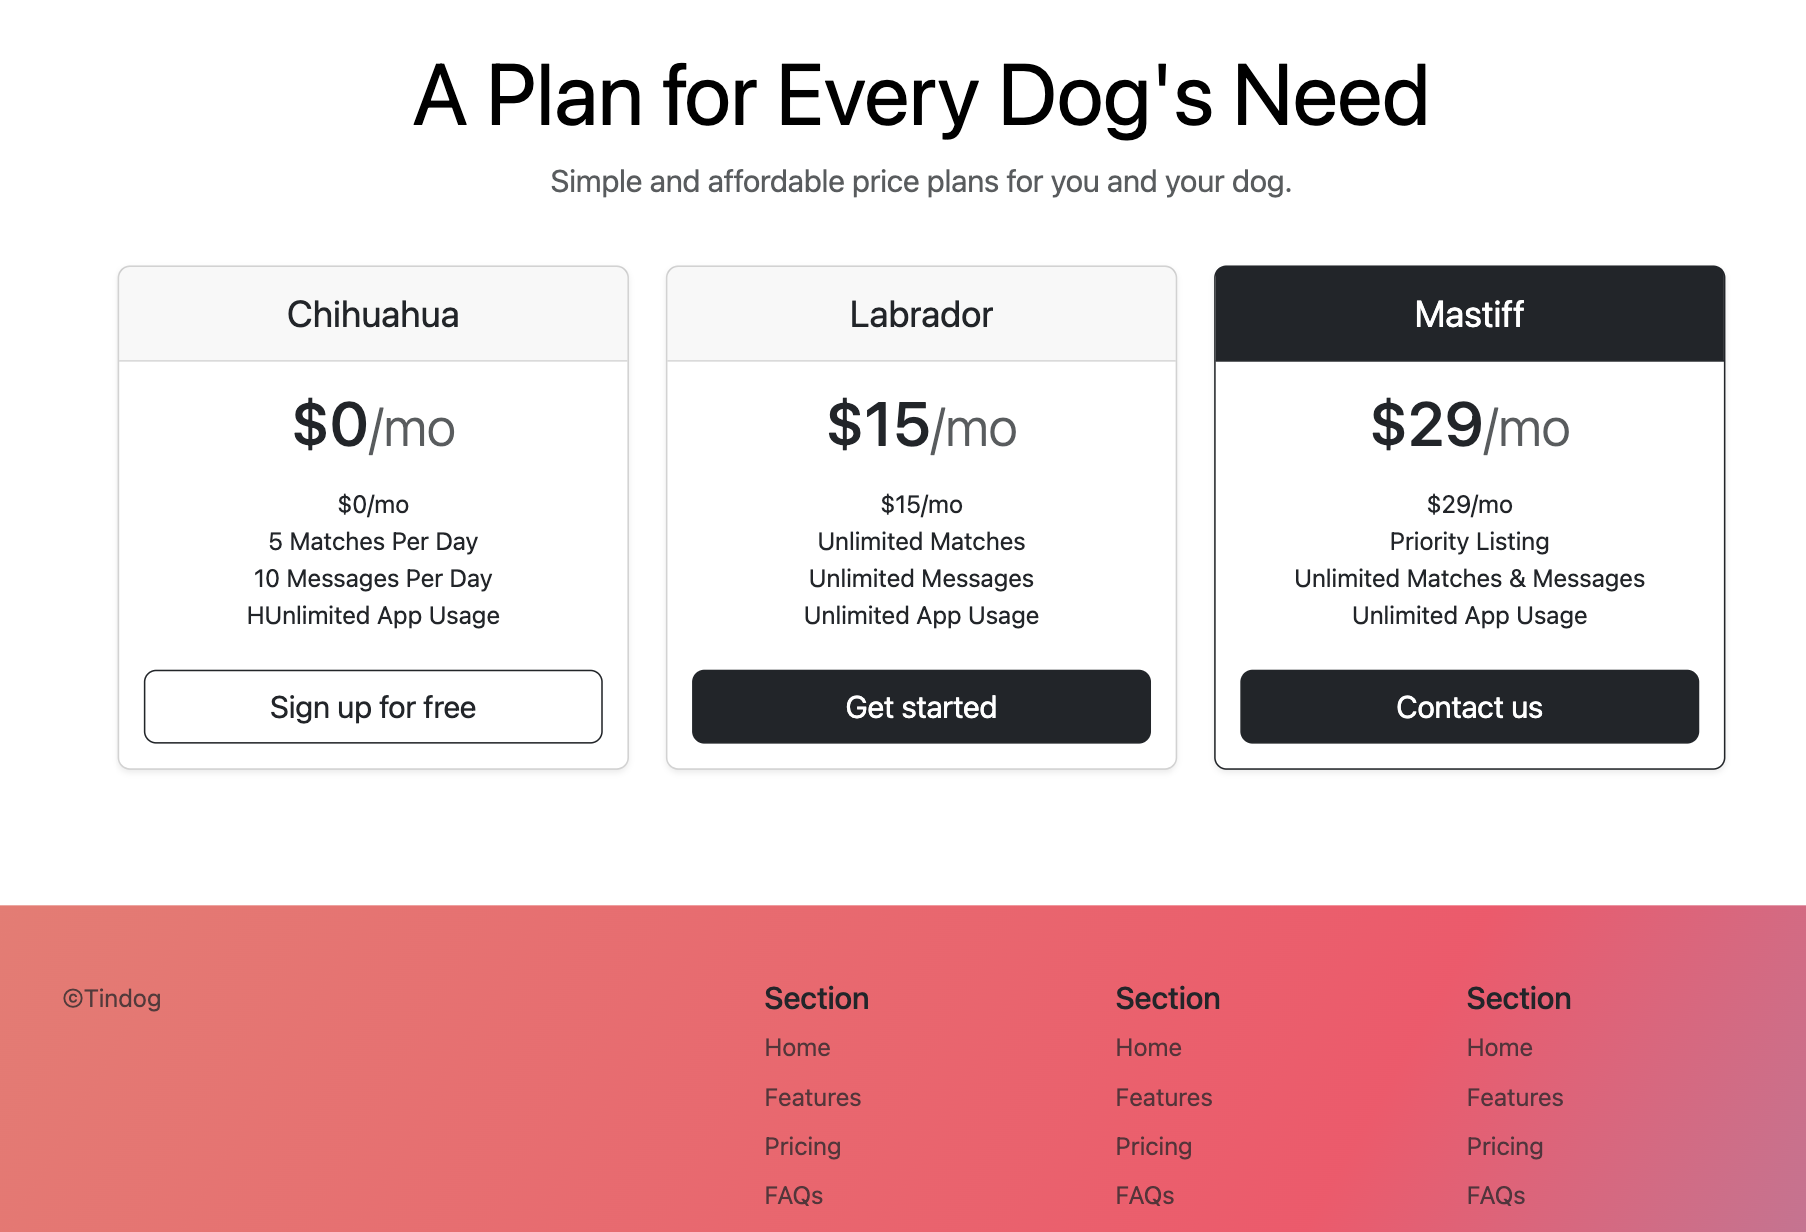 A Plan for Every Dog's Need
Simple and affordable price plans for you and your dog.
Chihuahua
$0/mo
$0/mo
5 Matches Per Day
10 Messages Per Day
HUnlimited App Usage
Sign up for free
Labrador
$15/mo
$15/mo
Unlimited Matches
Unlimited Messages
Unlimited App Usage
Get started
Mastiff
$29/mo
$29/mo
Priority Listing
Unlimited Matches & Messages
Unlimited App Usage
Contact us
©Tindog
Section
Home
Features
Pricing
FAQs
Section
Home
Features
Pricing
FAQs
Section
Home
Features
Pricing
FAQs